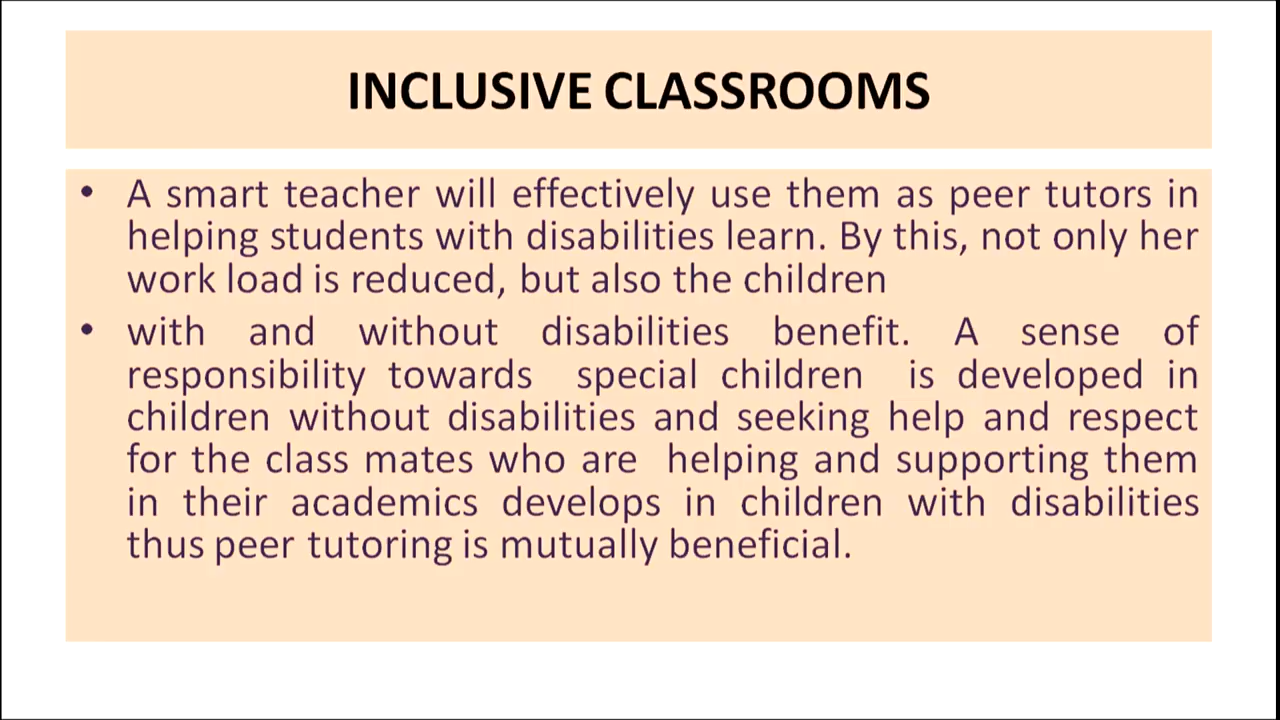 INCLUSIVE CLASSROOMS
• A smart teacher will effectively use them as peer tutors in
helping students with disabilities learn. By this, not only her
work load is reduced, but also the children
• with and without disabilities benefit. A sense of
responsibility towards special children is developed in
children without disabilities and seeking help and respect
for the class mates who are helping and supporting them
in their academics develops in children with disabilities
thus peer tutoring is mutually beneficial.